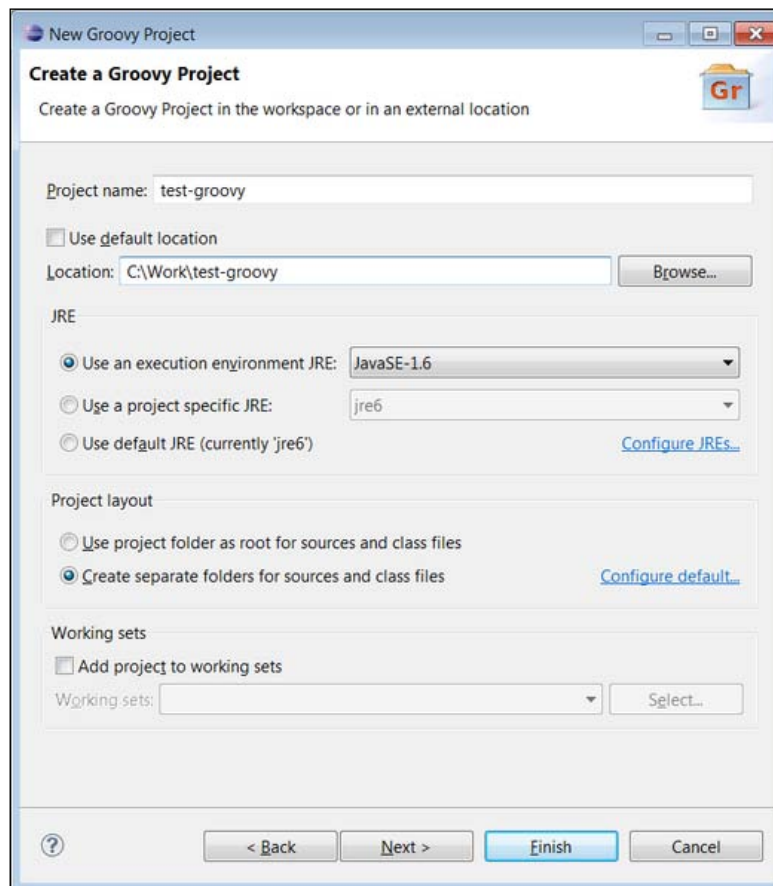 New Groovy Project
Create a Groovy Project
Create a Groovy Project in the workspace or in an external location
Gr
Project name: test-groovy
Use default location
Location: C:\Work\test-groovy Browse...
JRE
Use an execution environment JRE: JavaSE-1.6
Use a project specific JRE: jre6
Use default JRE (currently 'jre6') Configure JREs...
Project layout
Use project folder as root for sources and class files
Create separate folders for sources and class files Configure default...
Working sets
Add project to working sets
Working sets: Select...
? < Back Next > Finish Cancel